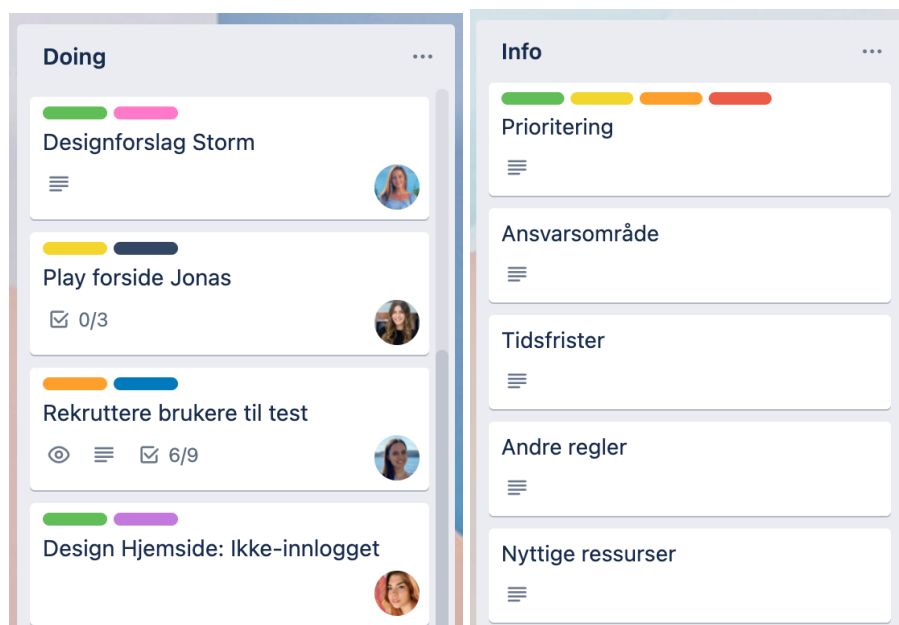 Doing
Designforslag Storm
Play forside Jonas
0/3
Rekruttere brukere til test
6/9
Design Hjemside: Ikke-innlogget
Info
Prioritering
Ansvarsområde
Tidsfrister
Andre regler
Nyttige ressurser